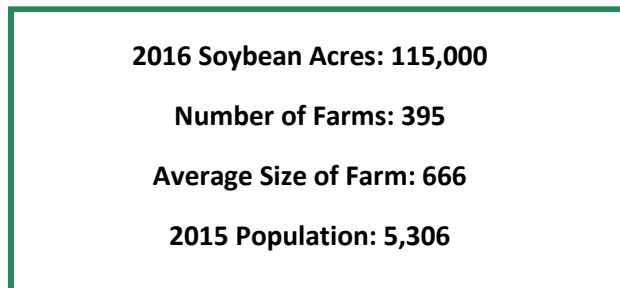 2016 Soybean Acres: 115,000
Number of Farms: 395
Average Size of Farm: 666
2015 Population: 5,306